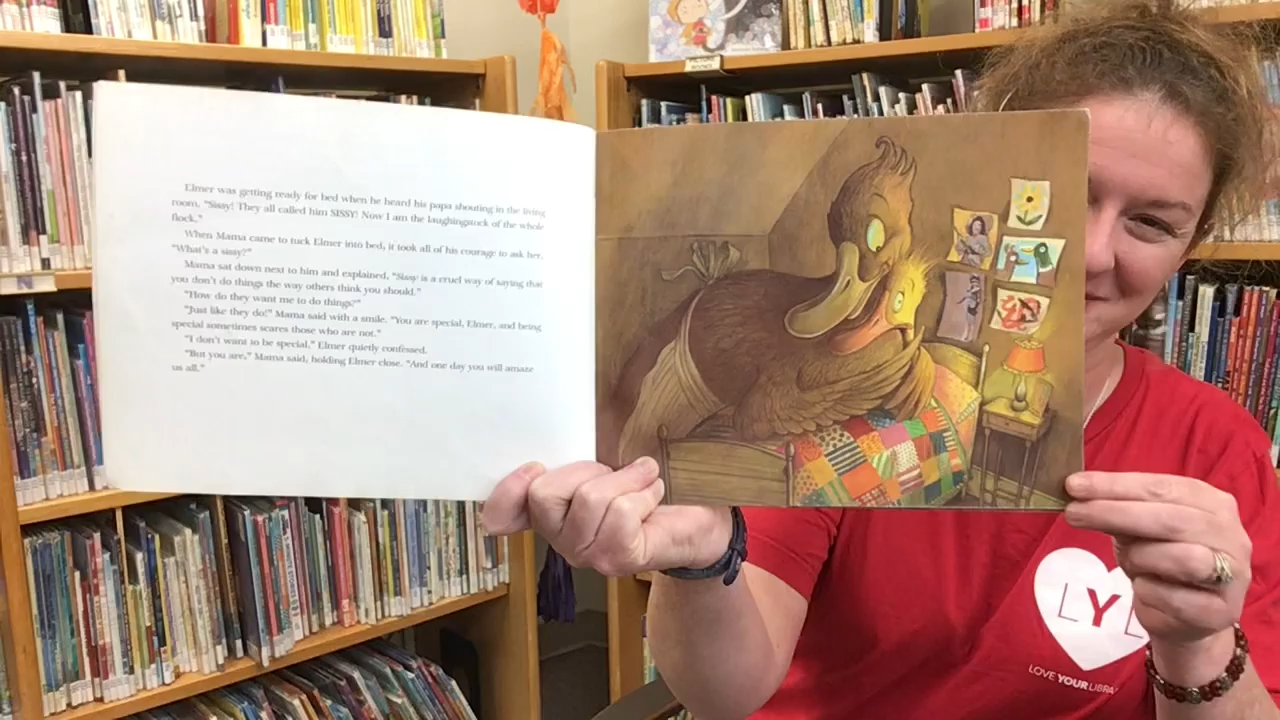 PICTURE
BOOKS
Elmer was getting ready for bed when he heard his papa shouting in the living
room. "Sissy! They all called him SISSY! Now I am the laughingstock of the whole
flock."
When Mama came to tuck Elmer into bed, it took all of his courage to ask her,
"What's a sissy?"
Mama sat down next to him and explained, "Sissy is a cruel way of saying that
you don't do things the way others think you should."
"How do they want me to do things?"
"Just like they do!" Mama said with a smile. "You are special, Elmer, and being
special sometimes scares those who are not."
"I don't want to be special," Elmer quietly confessed.
"But you are," Mama said, holding Elmer close. "And one day you will amaze
us all."
LYL
LOVE YOUR LIBRA